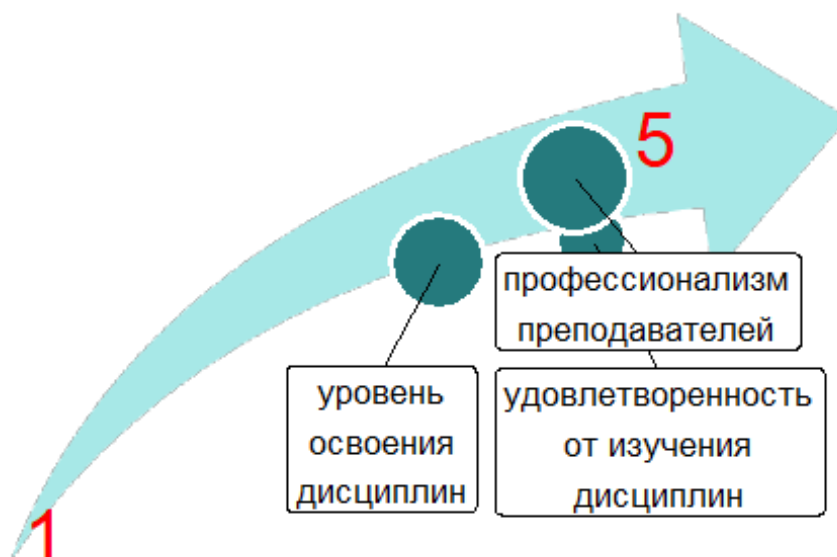 5
профессионализм
преподавателей
уровень
освоения
дисциплин
удовлетворенность
от изучения
дисциплин
1